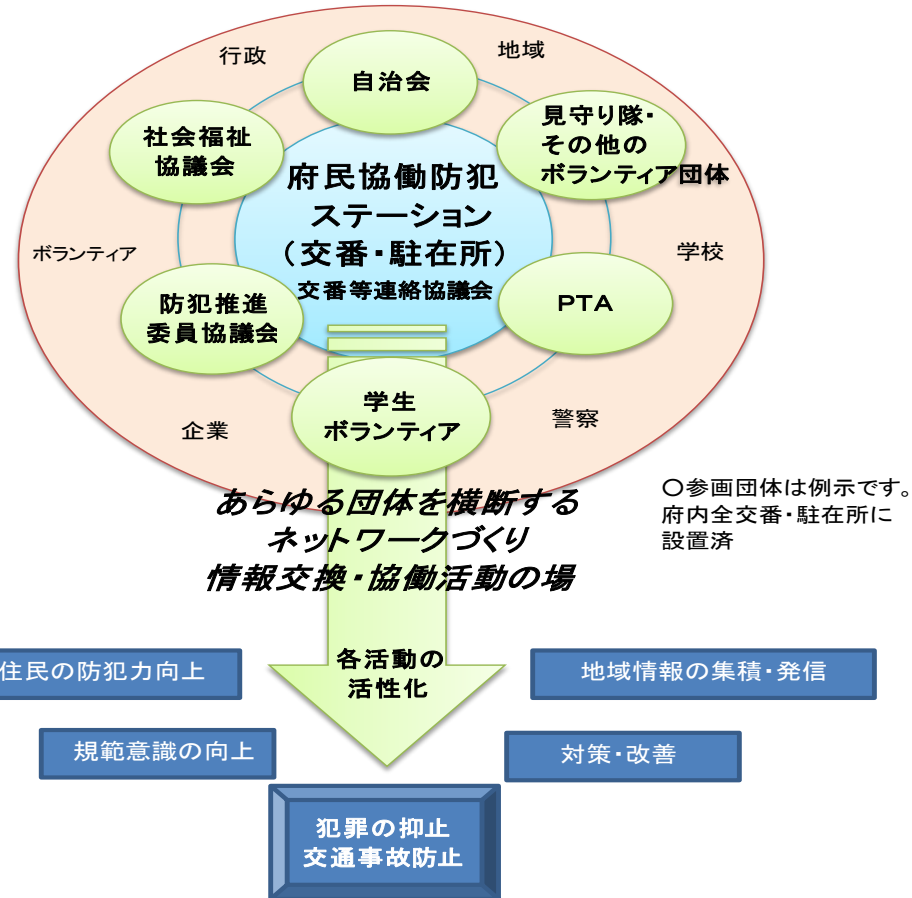 行政
地域
自治会
社会福祉
協議会
見守り隊・
その他の
ボランティア団体
府民協働防犯
ステーション
（交番・駐在所）
交番等連絡協議会
ボランティア
学校
防犯推進
委員協議会
PTA
学生
ボランティア
企業
警察
あらゆる団体を横断する
ネットワークづくり
情報交換・協働活動の場
〇参画団体は例示です。
府内全交番・駐在所に
設置済
各活動の
活性化
住民の防犯力向上
地域情報の集積・発信
規範意識の向上
対策・改善
犯罪の抑止
交通事故防止